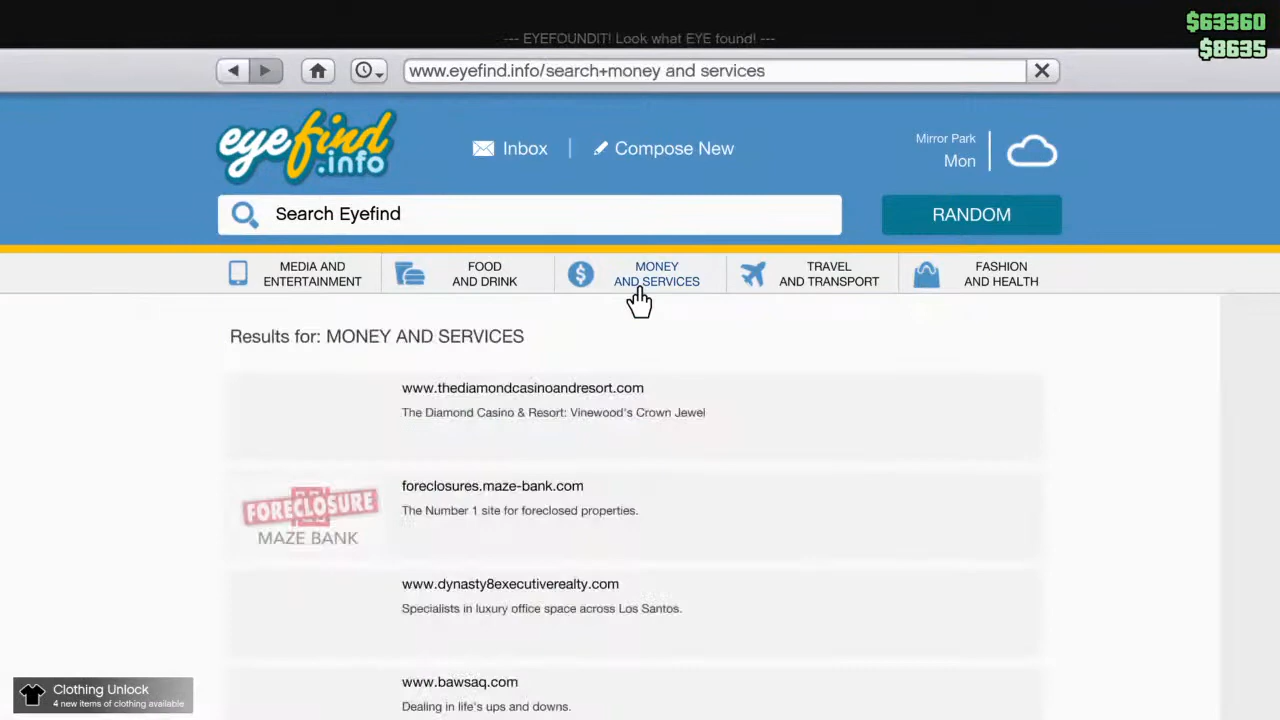 --- EYEFOUNDIT! Look what EYE found! ---
$63360
$8635
www.eyefind.info/search+money and services
eyefind
.info
Inbox
Compose New
Mirror Park
Mon
Search Eyefind
RANDOM
MEDIA AND
ENTERTAINMENT
FOOD
AND DRINK
MONEY
AND SERVICES
TRAVEL
AND TRANSPORT
FASHION
AND HEALTH
Results for: MONEY AND SERVICES
www.thediamondcasinoandresort.com
The Diamond Casino & Resort: Vinewood's Crown Jewel
FORECLOSURE
MAZE BANK
foreclosures.maze-bank.com
The Number 1 site for foreclosed properties.
www.dynasty8executiverealty.com
Specialists in luxury office space across Los Santos.
www.bawsaq.com
Dealing in life's ups and downs.
Clothing Unlock
4 new items of clothing available